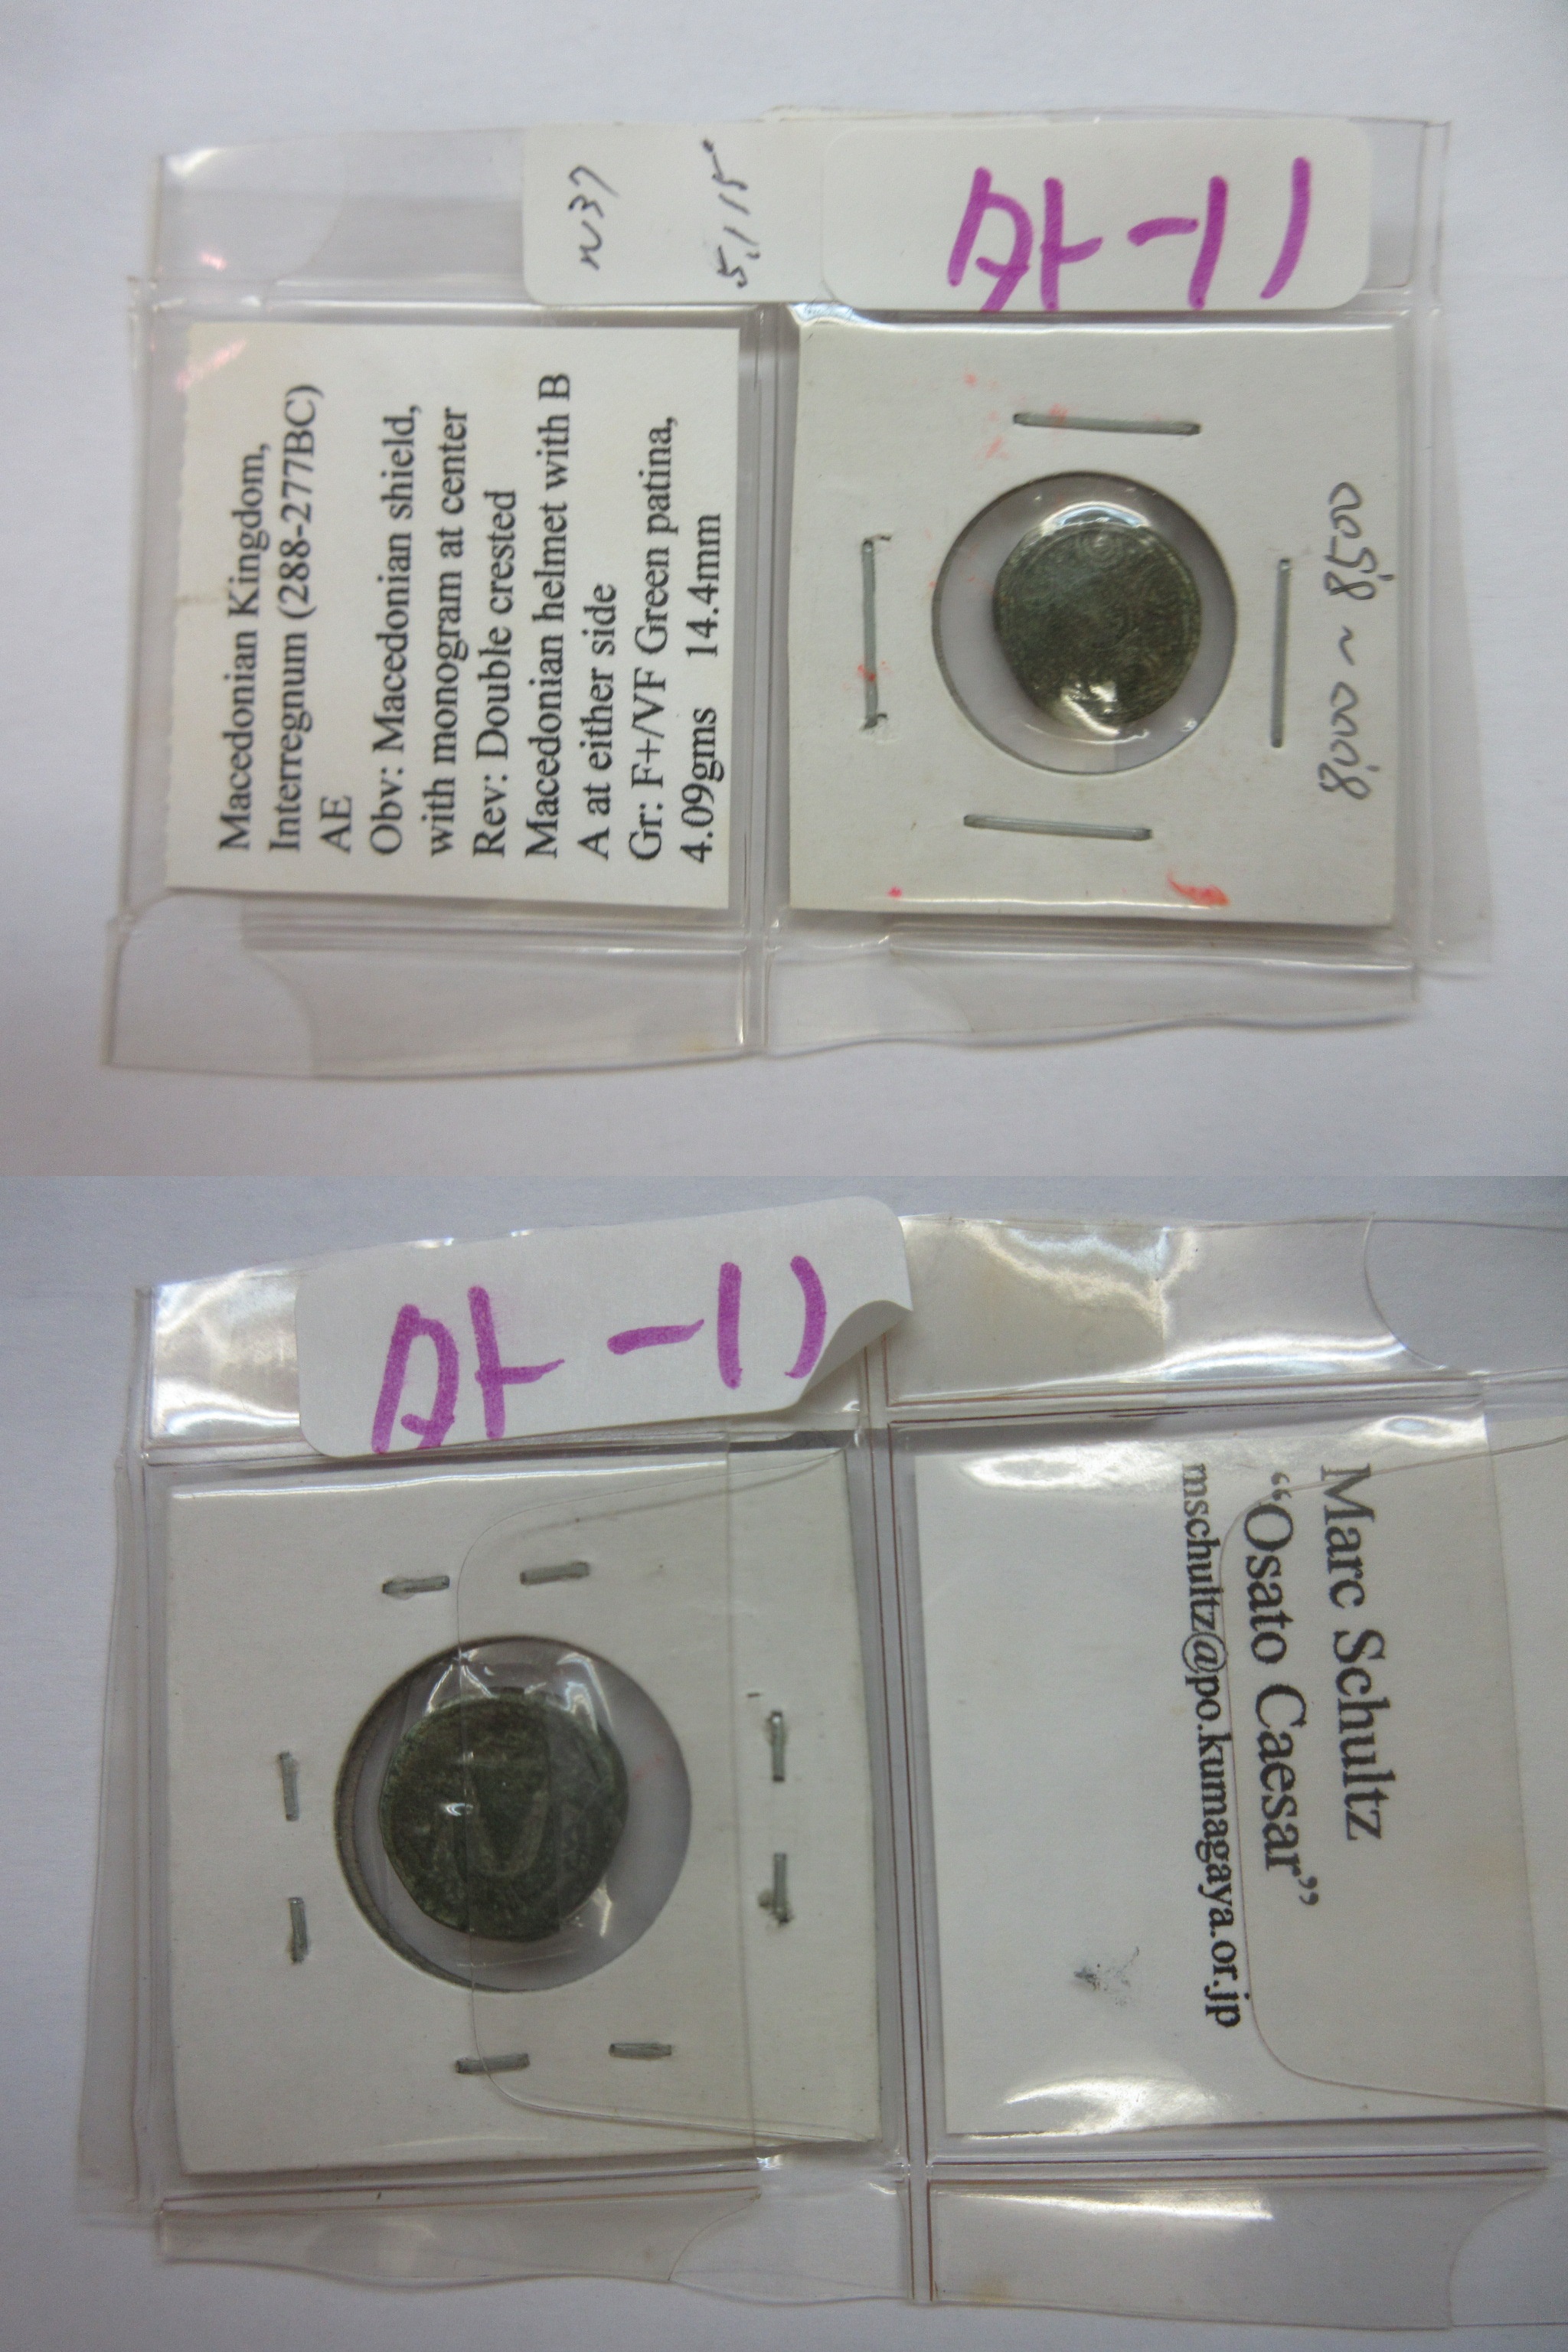 外-11
Macedonian Kingdom,
Interregnum (288-277BC)
AE
Obv: Macedonian shield,
with monogram at center
Rev: Double crested
Macedonian helmet with B
A at either side
Gr: F+/VF Green patina,
4.09gms 14.4mm
外-11
Marc Schultz
“Osato Caesar”
mschultz@po.kumagaya.or.jp